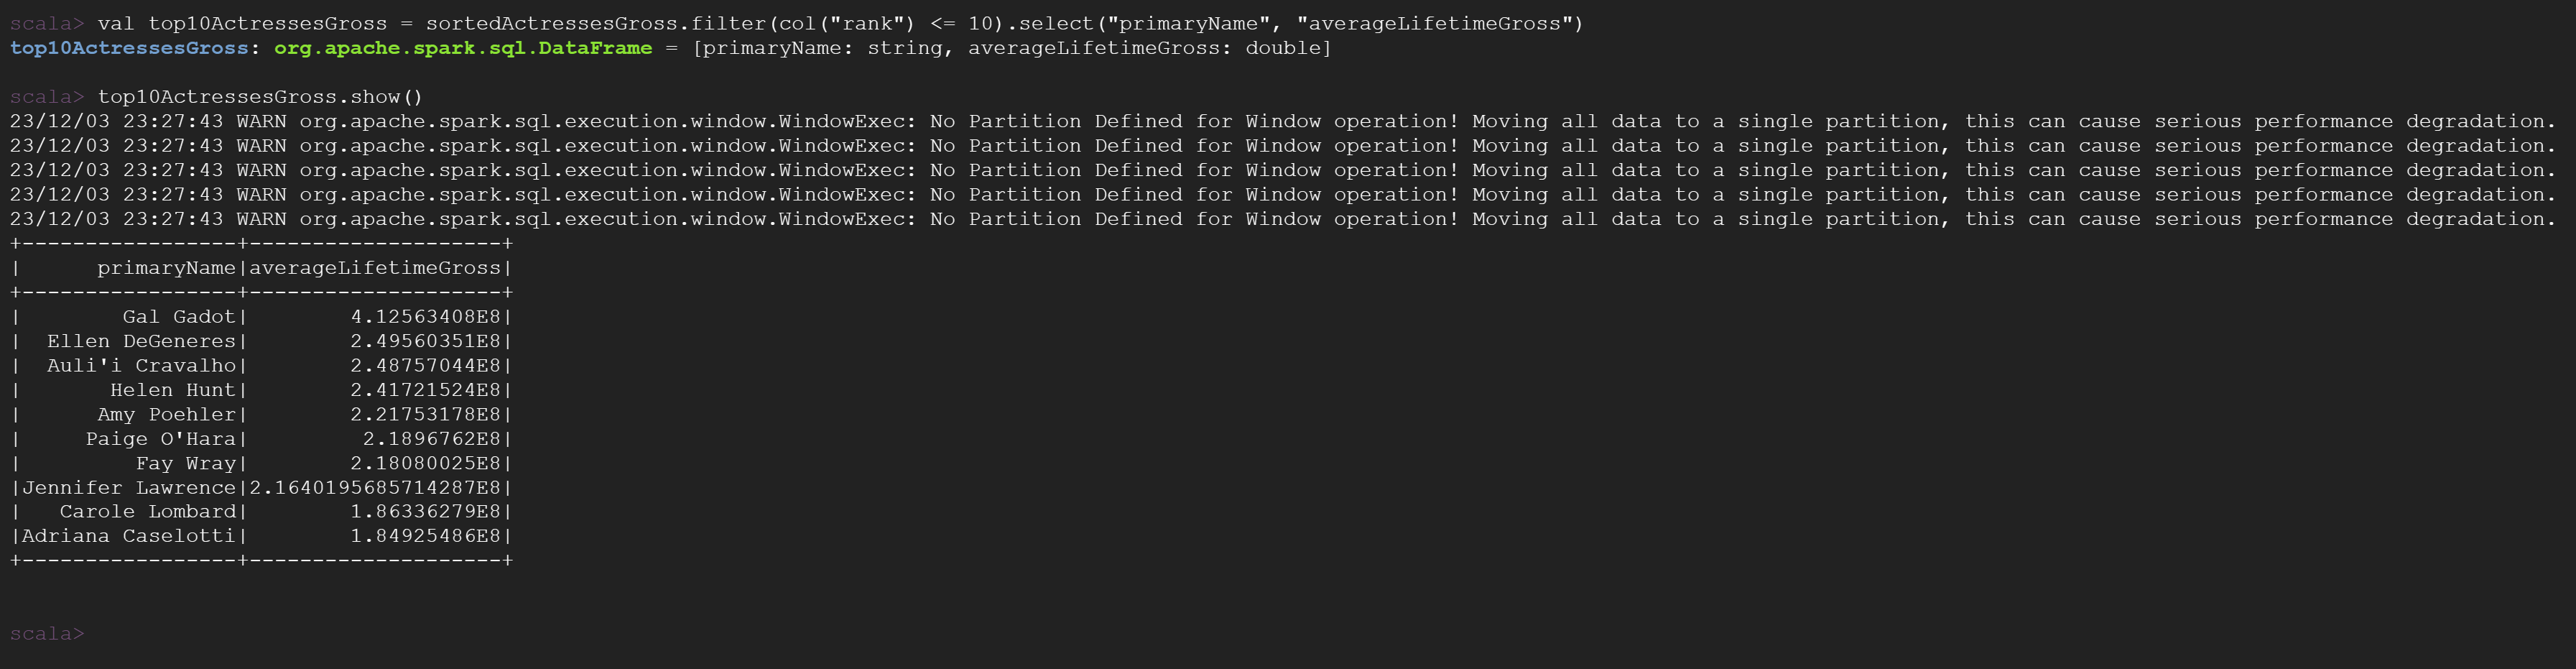 scala> val top10ActressesGross = sortedActressesGross.filter(col("rank") <= 10).select("primaryName", "averageLifetimeGross")
top10ActressesGross: org.apache.spark.sql.DataFrame = [primaryName: string, averageLifetimeGross: double]
scala> top10ActressesGross.show()
23/12/03 23:27:43 WARN org.apache.spark.sql.execution.window.WindowExec: No Partition Defined for Window operation! Moving all data to a single partition, this can cause serious performance degradation.
23/12/03 23:27:43 WARN org.apache.spark.sql.execution.window.WindowExec: No Partition Defined for Window operation! Moving all data to a single partition, this can cause serious performance degradation.
23/12/03 23:27:43 WARN org.apache.spark.sql.execution.window.WindowExec: No Partition Defined for Window operation! Moving all data to a single partition, this can cause serious performance degradation.
23/12/03 23:27:43 WARN org.apache.spark.sql.execution.window.WindowExec: No Partition Defined for Window operation! Moving all data to a single partition, this can cause serious performance degradation.
23/12/03 23:27:43 WARN org.apache.spark.sql.execution.window.WindowExec: No Partition Defined for Window operation! Moving all data to a single partition, this can cause serious performance degradation.
+-----------------+--------------------+
|      primaryName|averageLifetimeGross|
+-----------------+--------------------+
|        Gal Gadot|        4.12563408E8|
|  Ellen DeGeneres|        2.49560351E8|
|  Auli'i Cravalho|        2.48757044E8|
|       Helen Hunt|        2.41721524E8|
|      Amy Poehler|        2.21753178E8|
|     Paige O'Hara|         2.1896762E8|
|         Fay Wray|        2.18080025E8|
|Jennifer Lawrence|2.1640195685714287E8|
|   Carole Lombard|        1.86336279E8|
|Adriana Caselotti|        1.84925486E8|
+-----------------+--------------------+
scala>